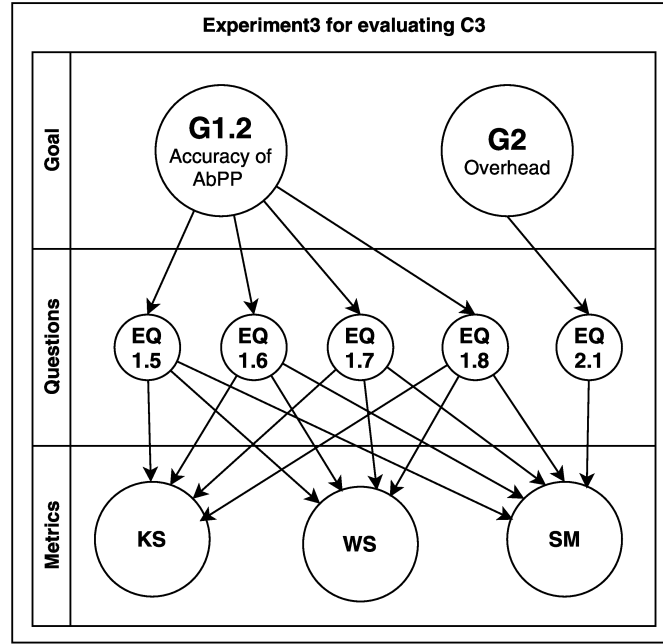 Experiment3 for evaluating C3
Goal
G1.2
Accuracy of
AbPP
G2
Overhead
Questions
EQ
1.5
EQ
1.6
EQ
1.7
EQ
1.8
EQ
2.1
Metrics
KS
WS
SM